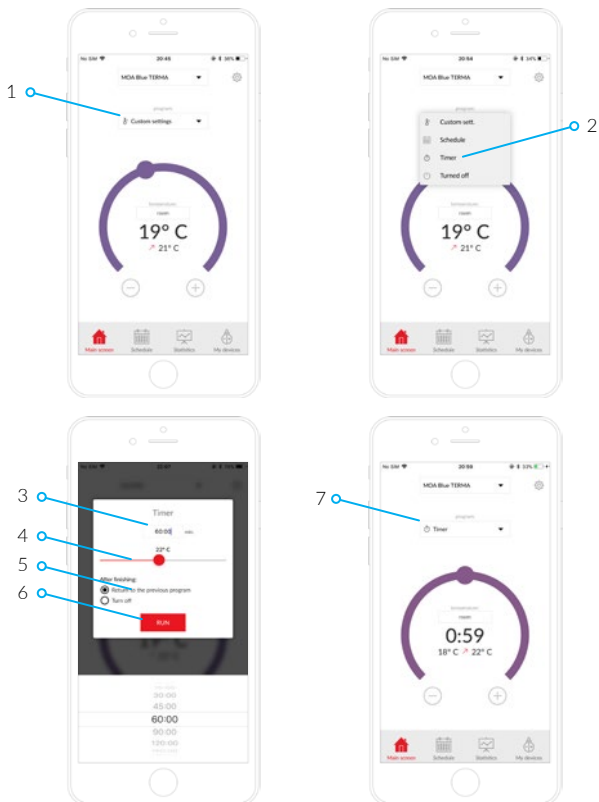 No SIM 20:45 36%
MOA Blue TERMA
program
1
Custom settings
temperature
room
19° C
↗ 21° C
Main screen Schedule Statistics My devices
No SIM 20:54 34%
MOA Blue TERMA
program
Custom sett.
2
Schedule
Timer
Turned off
temperature
room
19° C
↗ 21° C
Main screen Schedule Statistics My devices
No SIM
Timer
3
60:00 min
22° C
4
After finishing:
5
Return to the previous program
Turn off
6
RUN
30:00
45:00
60:00
90:00
120:00
No SIM 20:58 33%
MOA Blue TERMA
7
program
Timer
temperature
room
0:59
18° C ↗ 22° C
Main screen Schedule Statistics My devices